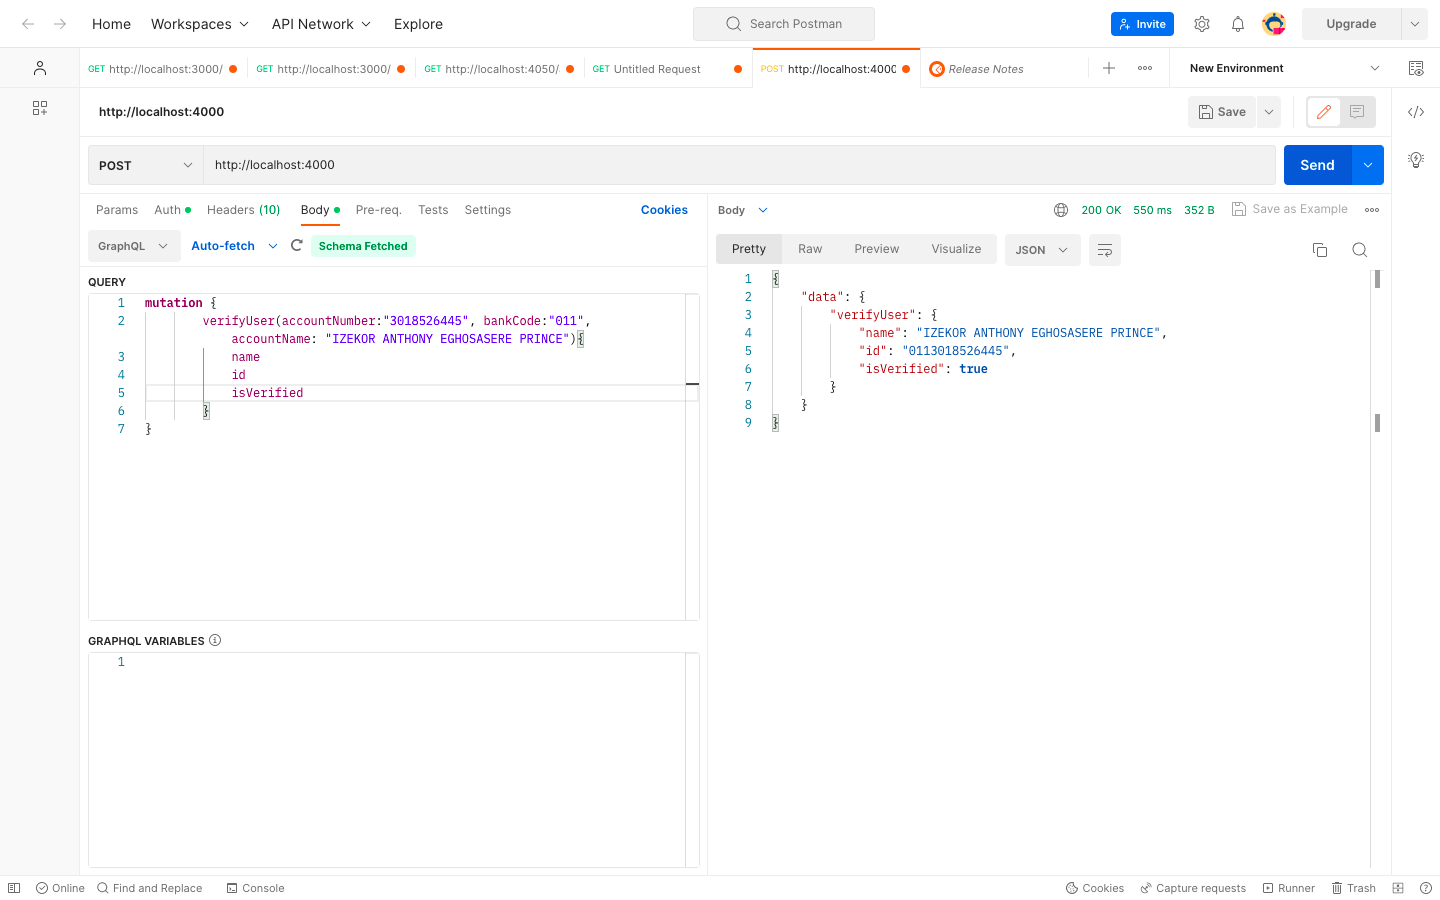 Home Workspaces API Network Explore Search Postman Invite Upgrade
GET http://localhost:3000/ GET http://localhost:3000/ GET http://localhost:4050/ GET Untitled Request POST http://localhost:4000 Release Notes New Environment
http://localhost:4000 Save
POST http://localhost:4000 Send
Params Auth Headers (10) Body Pre-req. Tests Settings Cookies
GraphQL Auto-fetch Schema Fetched
QUERY
1 mutation {
2 verifyUser(accountNumber:"3018526445", bankCode:"011",
accountName: "IZEKOR ANTHONY EGHOSASERE PRINCE"){
3 name
4 id
5 isVerified
6 }
7 }
GRAPHQL VARIABLES
1
Body 200 OK 550 ms 352 B Save as Example
Pretty Raw Preview Visualize JSON
1 {
2 "data": {
3 "verifyUser": {
4 "name": "IZEKOR ANTHONY EGHOSASERE PRINCE",
5 "id": "0113018526445",
6 "isVerified": true
7 }
8 }
9 }
Online Find and Replace Console Cookies Capture requests Runner Trash